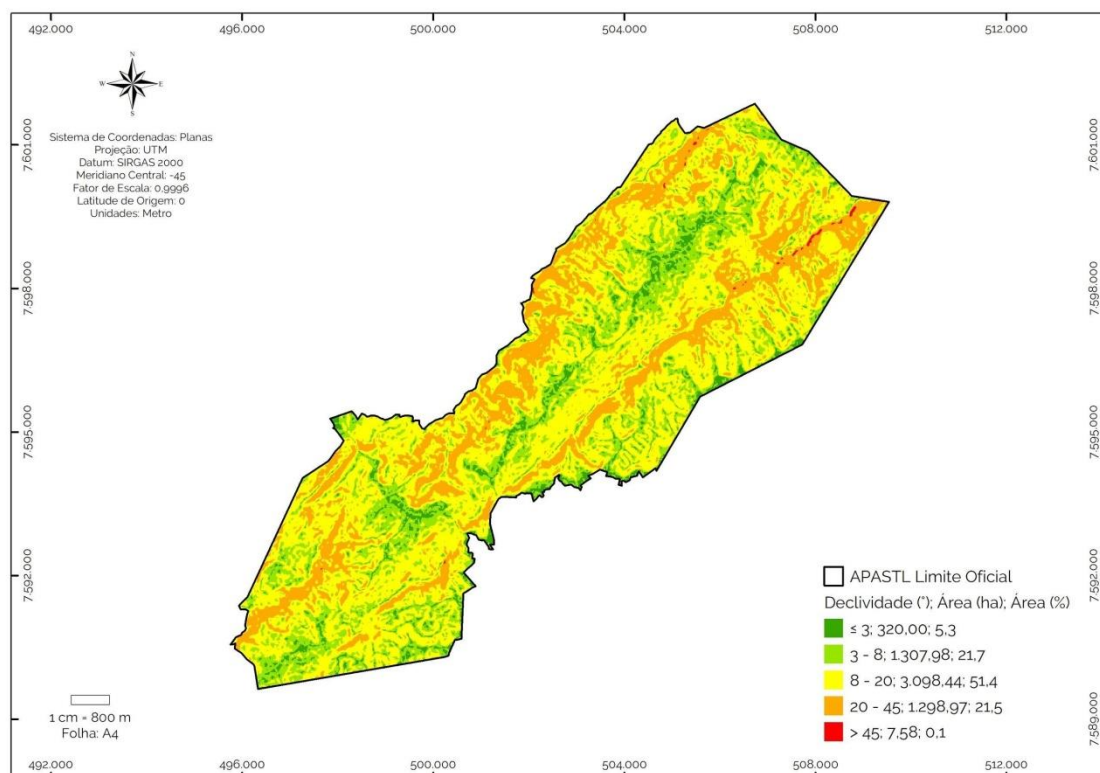 492.000 496.000 500.000 504.000 508.000 512.000
N
W E
S
Sistema de Coordenadas: Planas
Projeção: UTM
Datum: SIRGAS 2000
Meridiano Central: -45
Fator de Escala: 0,9996
Latitude de Origem: 0
Unidades: Metro
7.601.000 7.601.000
7.598.000 7.598.000
7.595.000 7.595.000
7.592.000 7.592.000
7.589.000 7.589.000
APASTL Limite Oficial
Declividade (°); Área (ha); Área (%)
≤ 3; 320,00; 5,3
3 - 8; 1.307,98; 21,7
8 - 20; 3.098,44; 51,4
20 - 45; 1.298,97; 21,5
> 45; 7,58; 0,1
1 cm = 800 m
Folha: A4
492.000 496.000 500.000 504.000 508.000 512.000